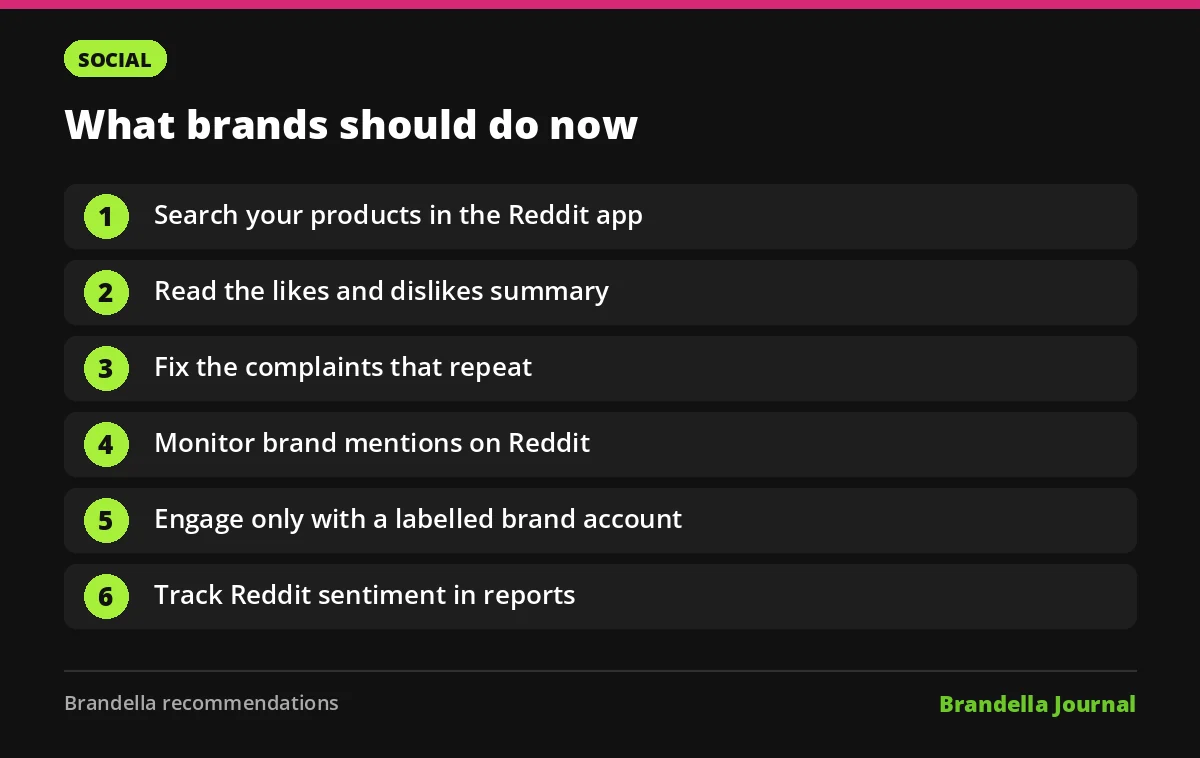 SOCIAL
What brands should do now
1 Search your products in the Reddit app
2 Read the likes and dislikes summary
3 Fix the complaints that repeat
4 Monitor brand mentions on Reddit
5 Engage only with a labelled brand account
6 Track Reddit sentiment in reports
Brandella recommendations
Brandella Journal